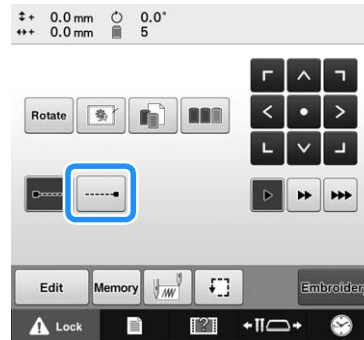 + 0.0 mm 0.0°
+ 0.0 mm 5
Rotate
Edit Memory Embroider
Lock